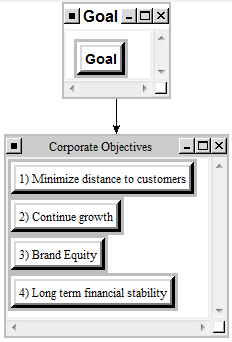 Goal
Goal
Corporate Objectives
1) Minimize distance to customers
2) Continue growth
3) Brand Equity
4) Long term financial stability